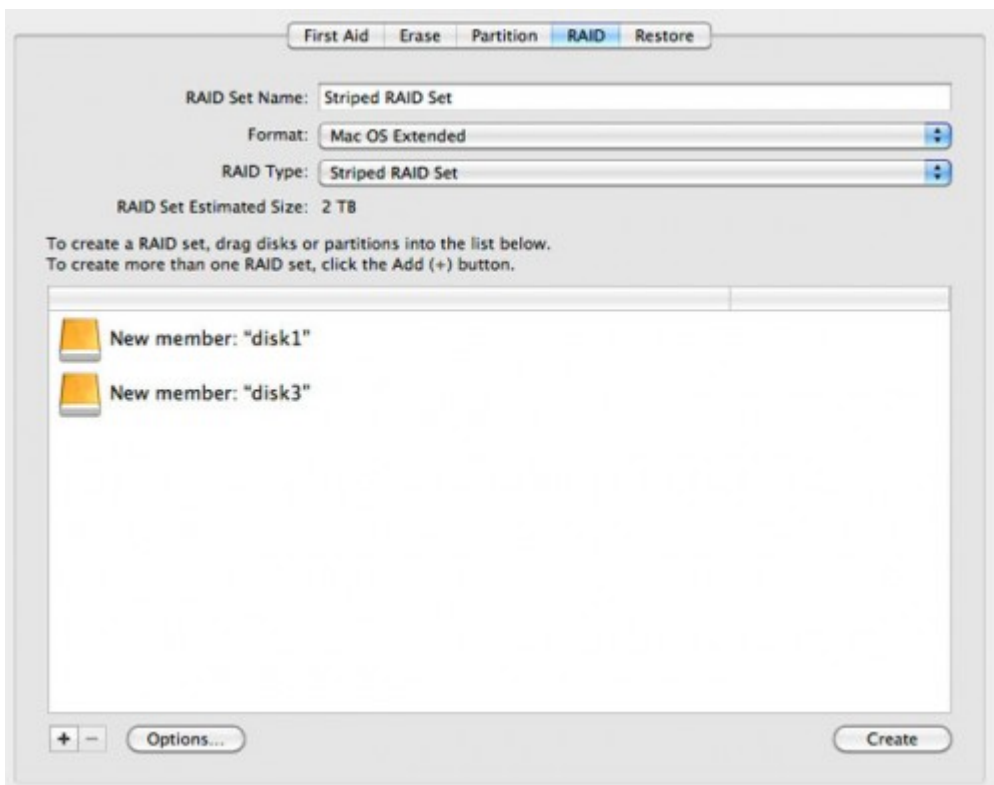 First Aid Erase Partition RAID Restore
RAID Set Name: Striped RAID Set
Format: Mac OS Extended
RAID Type: Striped RAID Set
RAID Set Estimated Size: 2 TB
To create a RAID set, drag disks or partitions into the list below.
To create more than one RAID set, click the Add (+) button.
New member: “disk1”
New member: “disk3”
+ − Options... Create